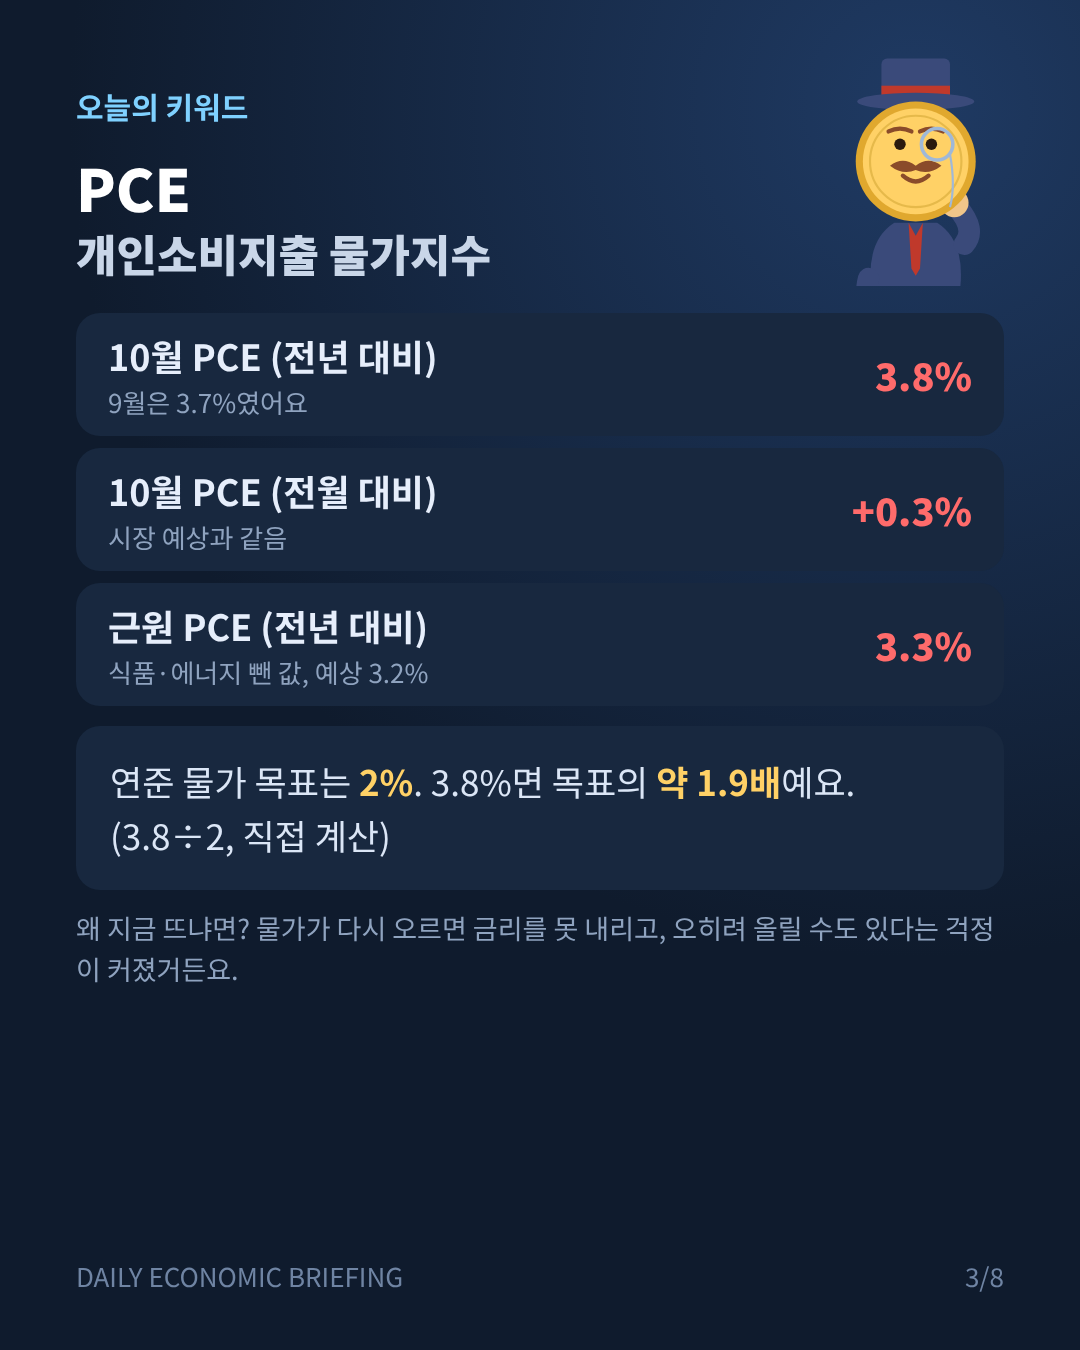 오늘의 키워드
PCE
개인소비지출 물가지수
10월 PCE (전년 대비)
9월은 3.7%였어요
3.8%
10월 PCE (전월 대비)
시장 예상과 같음
+0.3%
근원 PCE (전년 대비)
식품·에너지 뺀 값, 예상 3.2%
3.3%
연준 물가 목표는 2%. 3.8%면 목표의 약 1.9배예요.
(3.8÷2, 직접 계산)
왜 지금 뜨냐면? 물가가 다시 오르면 금리를 못 내리고, 오히려 올릴 수도 있다는 걱정
이 커졌거든요.
DAILY ECONOMIC BRIEFING
3/8